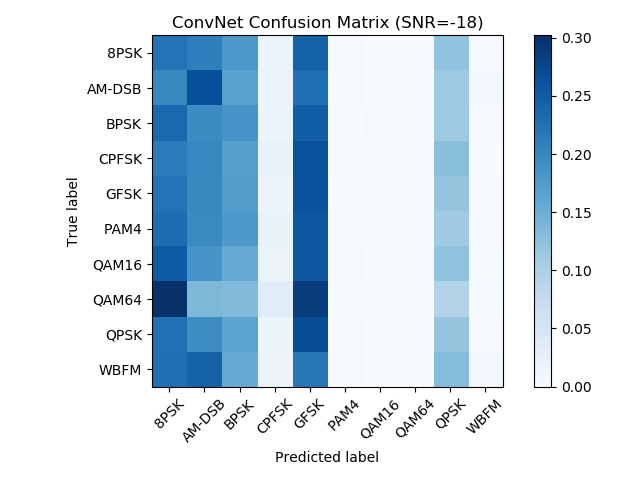 ConvNet Confusion Matrix (SNR=-18)
True label
8PSK
AM-DSB
BPSK
CPFSK
GFSK
PAM4
QAM16
QAM64
QPSK
WBFM
8PSK
AM-DSB
BPSK
CPFSK
GFSK
PAM4
QAM16
QAM64
QPSK
WBFM
Predicted label
0.30
0.25
0.20
0.15
0.10
0.05
0.00